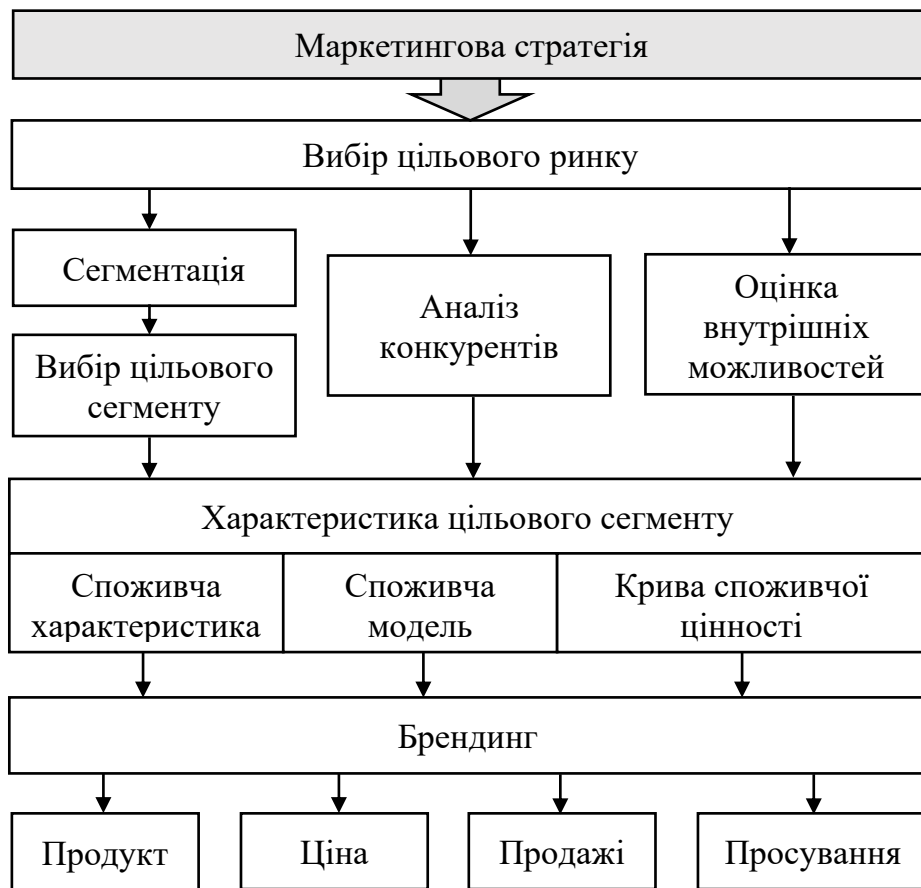 Маркетингова стратегія
Вибір цільового ринку
Сегментація
Вибір цільового
сегменту
Аналіз
конкурентів
Оцінка
внутрішніх
можливостей
Характеристика цільового сегменту
Споживча
характеристика
Споживча
модель
Крива споживчої
цінності
Брендинг
Продукт
Ціна
Продажі
Просування